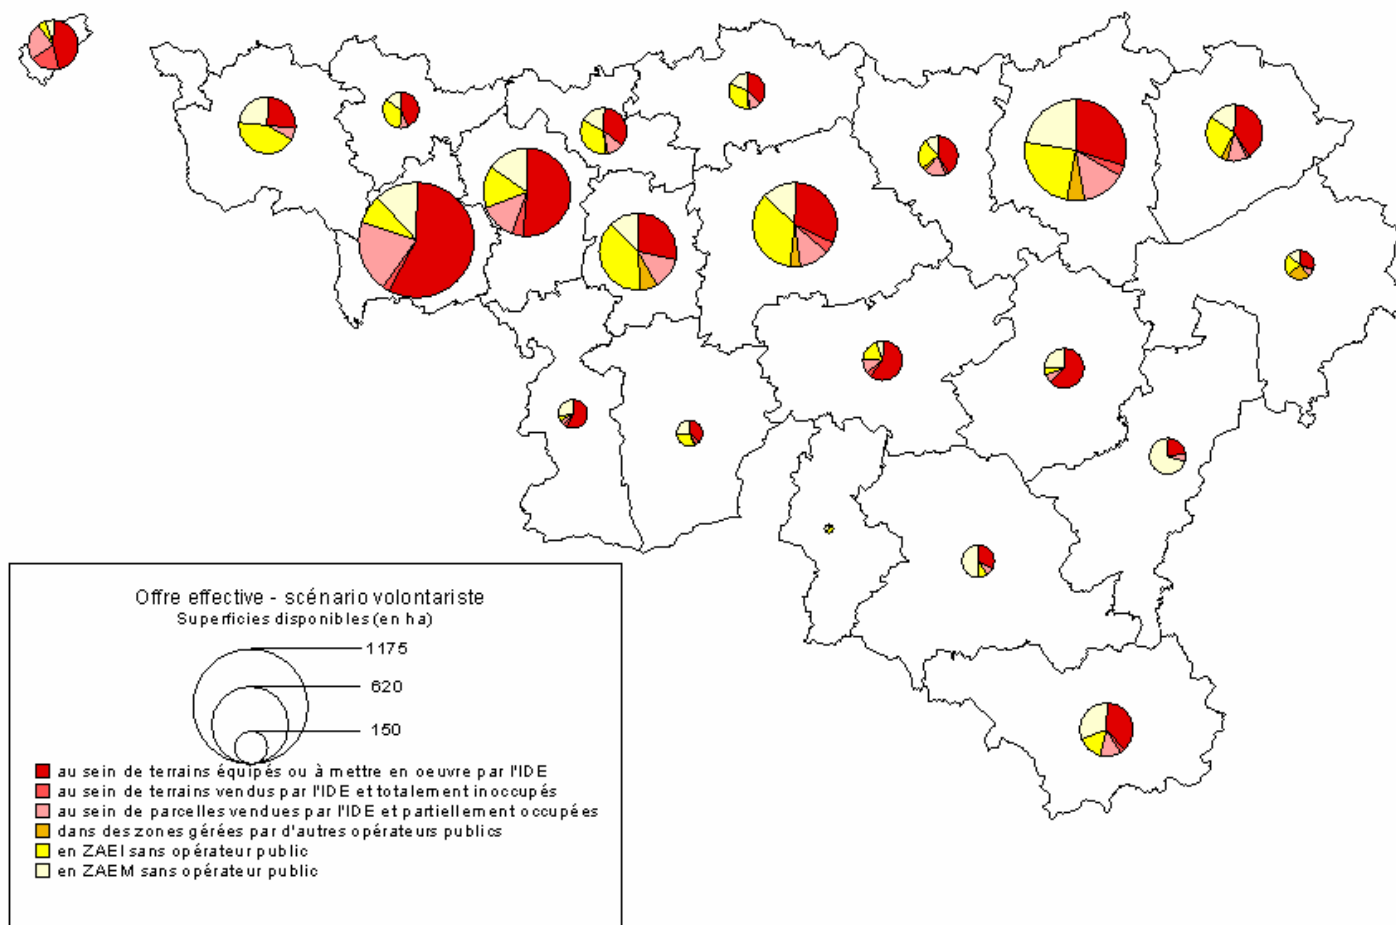 Offre effective - scénario volontariste
Superficies disponibles (en ha)
1175
620
150
au sein de terrains équipés ou à mettre en oeuvre par l'IDE
au sein de terrains vendus par l'IDE et totalement inoccupés
au sein de parcelles vendues par l'IDE et partiellement occupées
dans des zones gérées par d'autres opérateurs publics
en ZAEI sans opérateur public
en ZAEM sans opérateur public